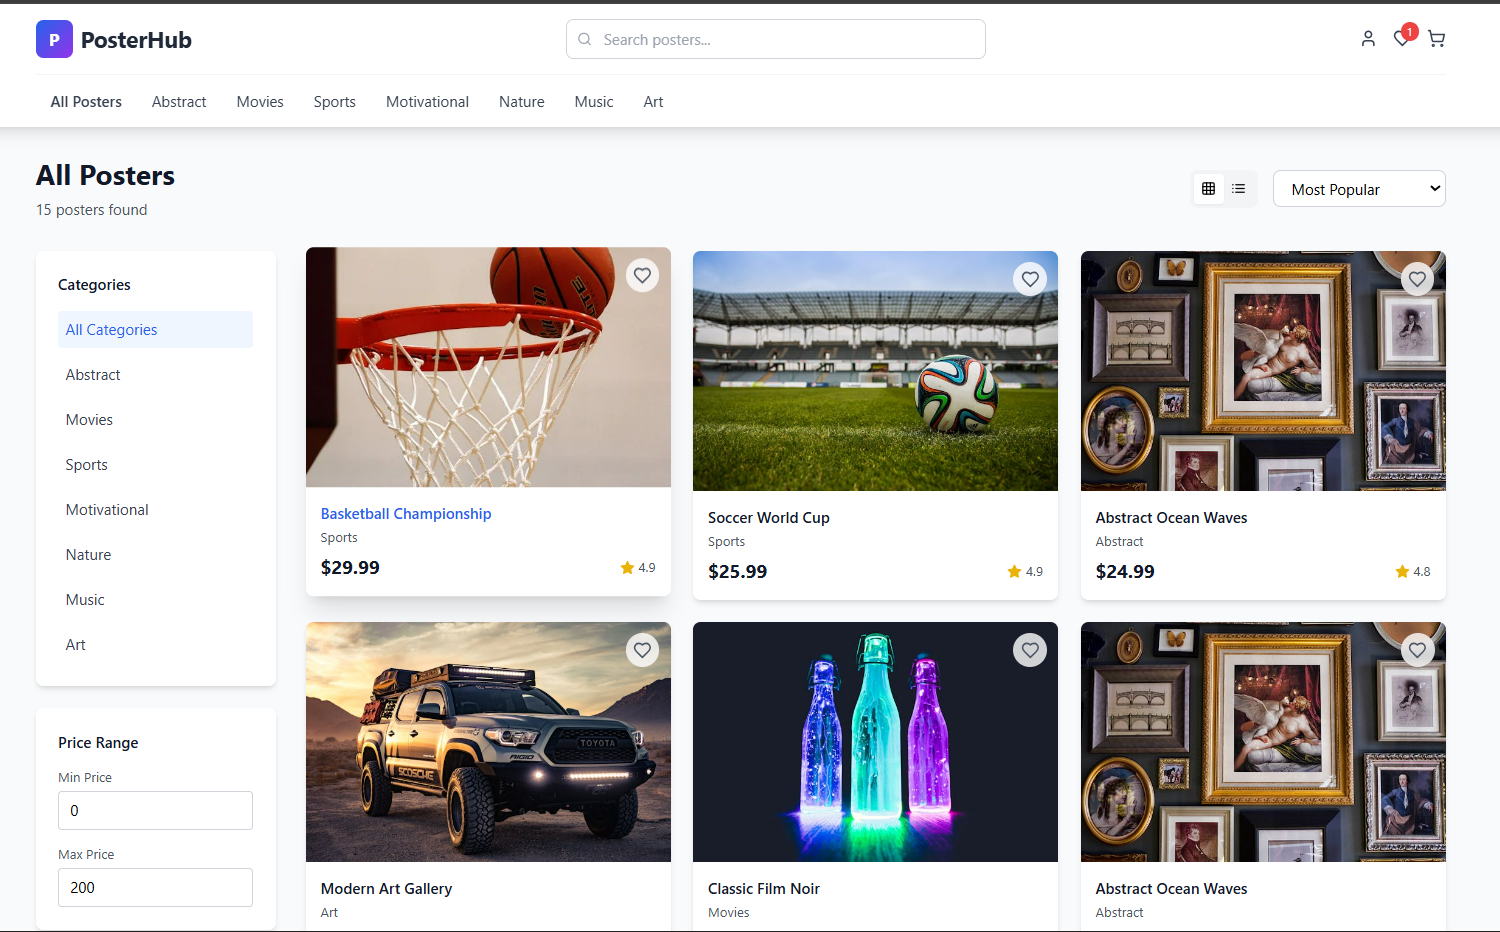 P PosterHub
Search posters...
1
All Posters Abstract Movies Sports Motivational Nature Music Art
All Posters
15 posters found
Most Popular
Categories
All Categories
Abstract
Movies
Sports
Motivational
Nature
Music
Art
Price Range
Min Price
0
Max Price
200
Basketball Championship
Sports
$29.99
4.9
Soccer World Cup
Sports
$25.99
4.9
Abstract Ocean Waves
Abstract
$24.99
4.8
TOYOTA
RIGID
SCOSCHE
Modern Art Gallery
Art
Classic Film Noir
Movies
Abstract Ocean Waves
Abstract